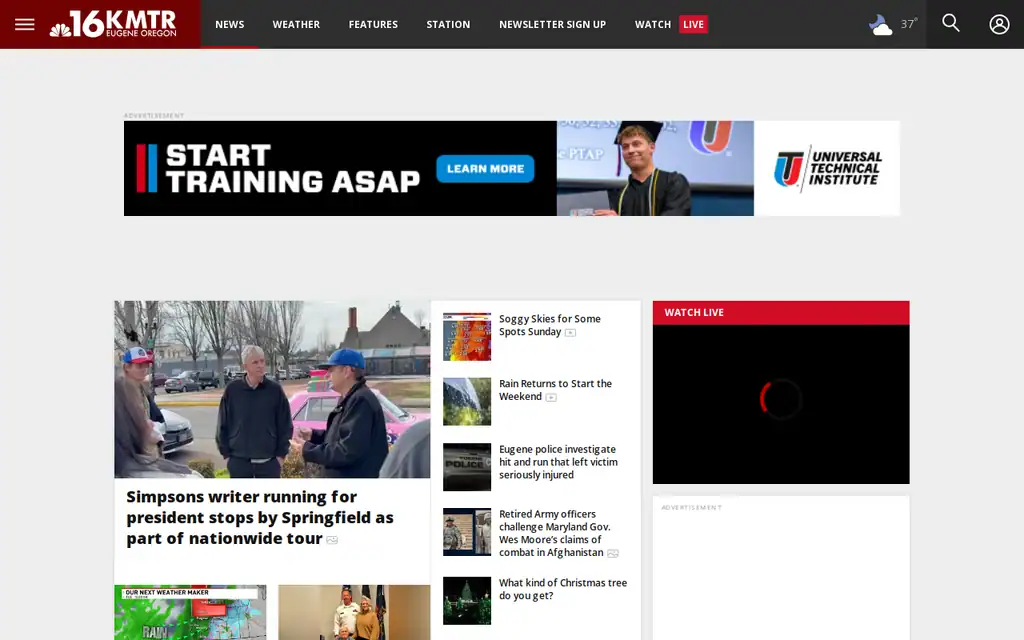 16 KMTR
EUGENE OREGON
NEWS
WEATHER
FEATURES
STATION
NEWSLETTER SIGN UP
WATCH LIVE
37°
ADVERTISEMENT
START
TRAINING ASAP
LEARN MORE
UNIVERSAL
TECHNICAL
INSTITUTE
Simpsons writer running for
president stops by Springfield as
part of nationwide tour
OUR NEXT WEATHER MAKER
RAIN
Soggy Skies for Some
Spots Sunday
Rain Returns to Start the
Weekend
POLICE
Eugene police investigate
hit and run that left victim
seriously injured
Retired Army officers
challenge Maryland Gov.
Wes Moore's claims of
combat in Afghanistan
What kind of Christmas tree
do you get?
WATCH LIVE
ADVERTISEMENT